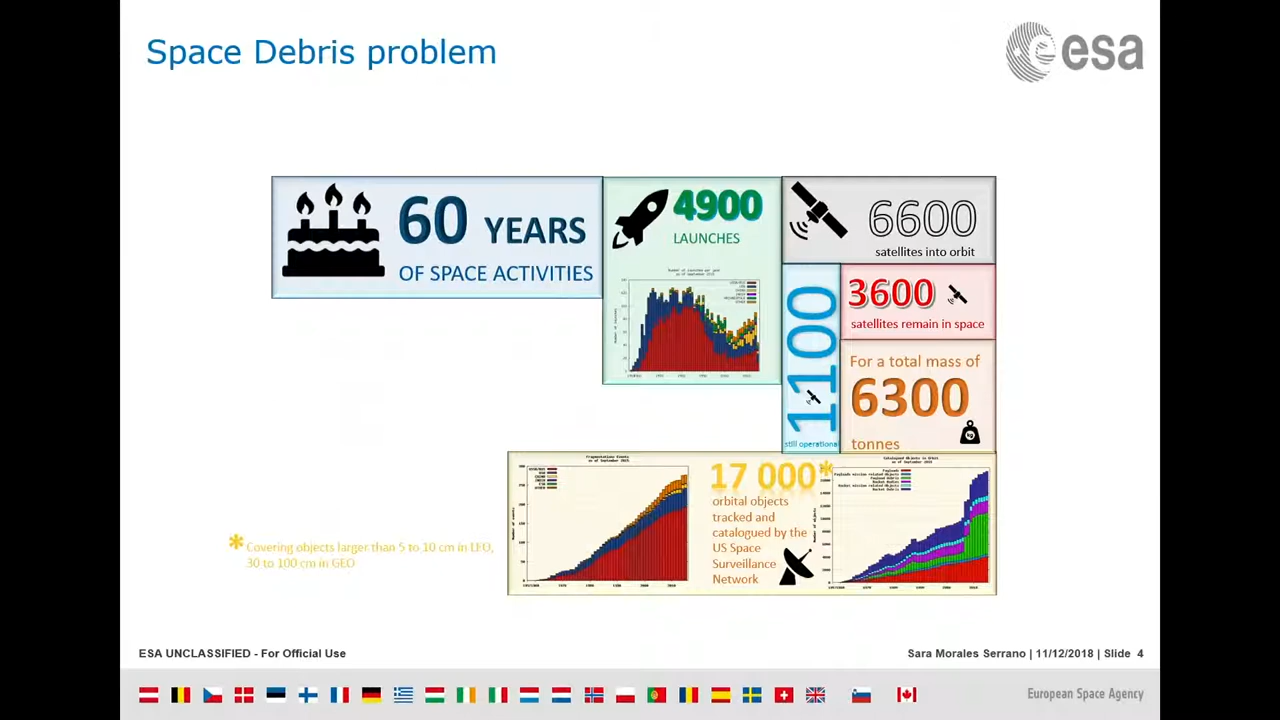 Space Debris problem
esa
60 YEARS
OF SPACE ACTIVITIES
4900
LAUNCHES
6600
satellites into orbit
1100
still operational
3600
satellites remain in space
For a total mass of
6300
tonnes
kg
17 000*
orbital objects
tracked and
catalogued by the
US Space
Surveillance
Network
* Covering objects larger than 5 to 10 cm in LEO,
30 to 100 cm in GEO
ESA UNCLASSIFIED - For Official Use
Sara Morales Serrano | 11/12/2018 | Slide 4
European Space Agency